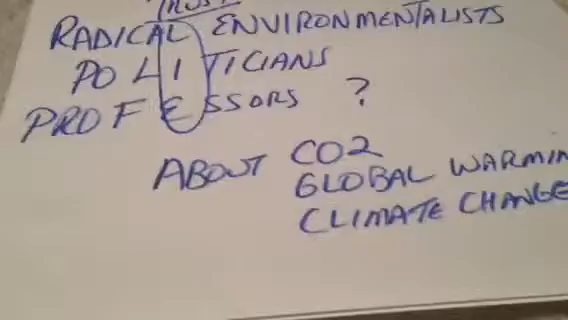 RADICAL ENVIRONMENTALISTS
POLITICIANS
PROFESSORS ?
ABOUT CO2
GLOBAL WARMIN
CLIMATE CHANGE